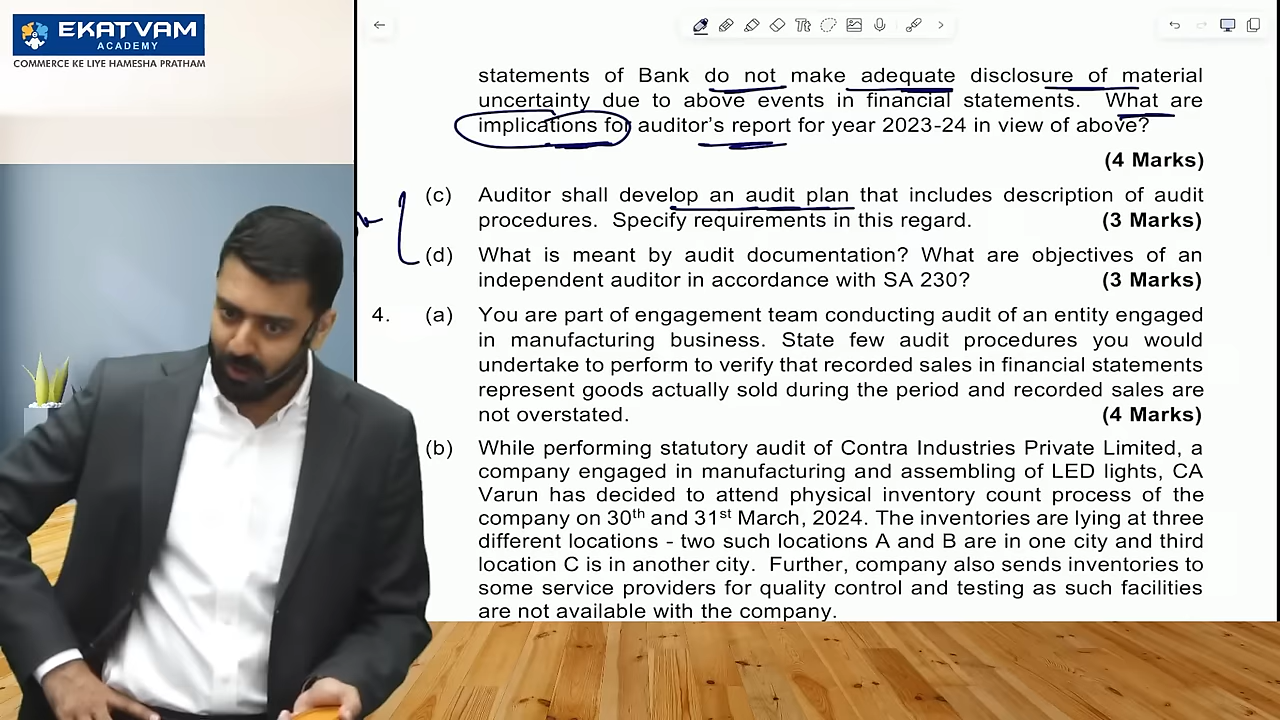 EKATVAM
ACADEMY
COMMERCE KE LIYE HAMESHA PRATHAM
Tt
statements of Bank do not make adequate disclosure of material
uncertainty due to above events in financial statements. What are
implications for auditor's report for year 2023-24 in view of above?
(4 Marks)
(c) Auditor shall develop an audit plan that includes description of audit
procedures. Specify requirements in this regard. (3 Marks)
(d) What is meant by audit documentation? What are objectives of an
independent auditor in accordance with SA 230? (3 Marks)
4. (a) You are part of engagement team conducting audit of an entity engaged
in manufacturing business. State few audit procedures you would
undertake to perform to verify that recorded sales in financial statements
represent goods actually sold during the period and recorded sales are
not overstated. (4 Marks)
(b) While performing statutory audit of Contra Industries Private Limited, a
company engaged in manufacturing and assembling of LED lights, CA
Varun has decided to attend physical inventory count process of the
company on 30th and 31st March, 2024. The inventories are lying at three
different locations - two such locations A and B are in one city and third
location C is in another city. Further, company also sends inventories to
some service providers for quality control and testing as such facilities
are not available with the company.